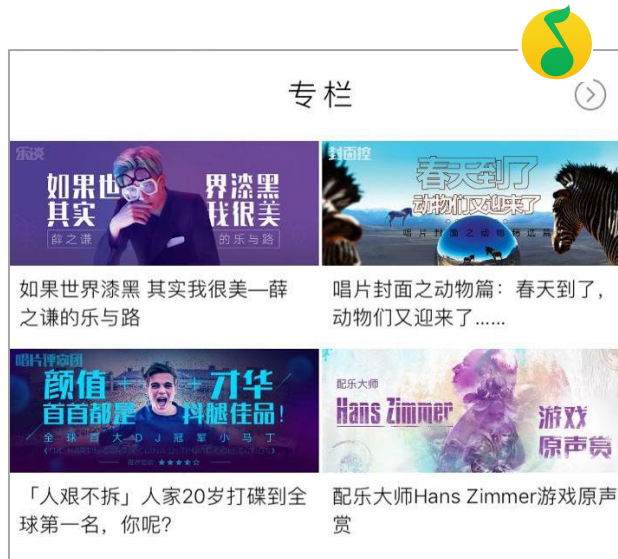 专栏
乐谈
如果世界漆黑
其实我很美
薛之谦的乐与路
封面控
春天到了
动物们又迎来了
唱片封面之动物精选篇
如果世界漆黑 其实我很美—薛
之谦的乐与路
唱片封面之动物篇：春天到了，
动物们又迎来了......
唱片评审团
颜值++才华
首首都是抖腿佳品！
全球百大DJ冠军小马丁
配乐大师
Hans Zimmer
游戏
原声赏
「人艰不拆」人家20岁打碟到全
球第一名，你呢？
配乐大师Hans Zimmer游戏原声
赏